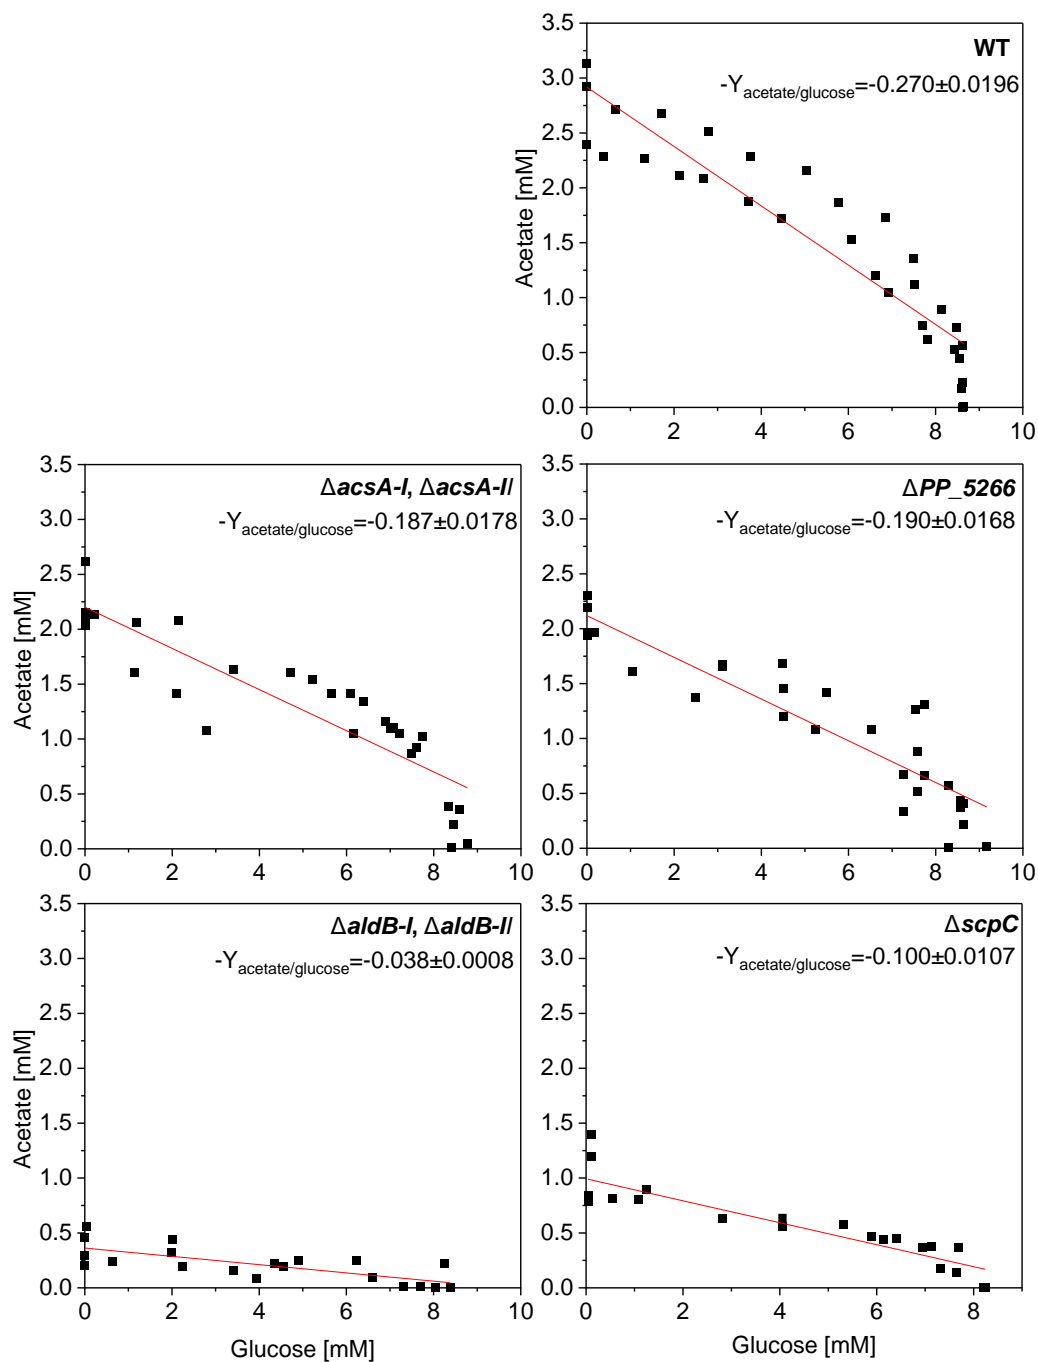 WT
-Yacetate/glucose=-0.270±0.0196
3.5
3.0
2.5
2.0
1.5
1.0
0.5
0.0
Acetate [mM]
0 2 4 6 8 10
ΔacsA-I, ΔacsA-II
-Yacetate/glucose=-0.187±0.0178
3.5
3.0
2.5
2.0
1.5
1.0
0.5
0.0
Acetate [mM]
0 2 4 6 8 10
ΔPP_5266
-Yacetate/glucose=-0.190±0.0168
3.5
3.0
2.5
2.0
1.5
1.0
0.5
0.0
0 2 4 6 8 10
ΔaldB-I, ΔaldB-II
-Yacetate/glucose=-0.038±0.0008
3.5
3.0
2.5
2.0
1.5
1.0
0.5
0.0
Acetate [mM]
0 2 4 6 8 10
Glucose [mM]
ΔscpC
-Yacetate/glucose=-0.100±0.0107
3.5
3.0
2.5
2.0
1.5
1.0
0.5
0.0
0 2 4 6 8
Glucose [mM]